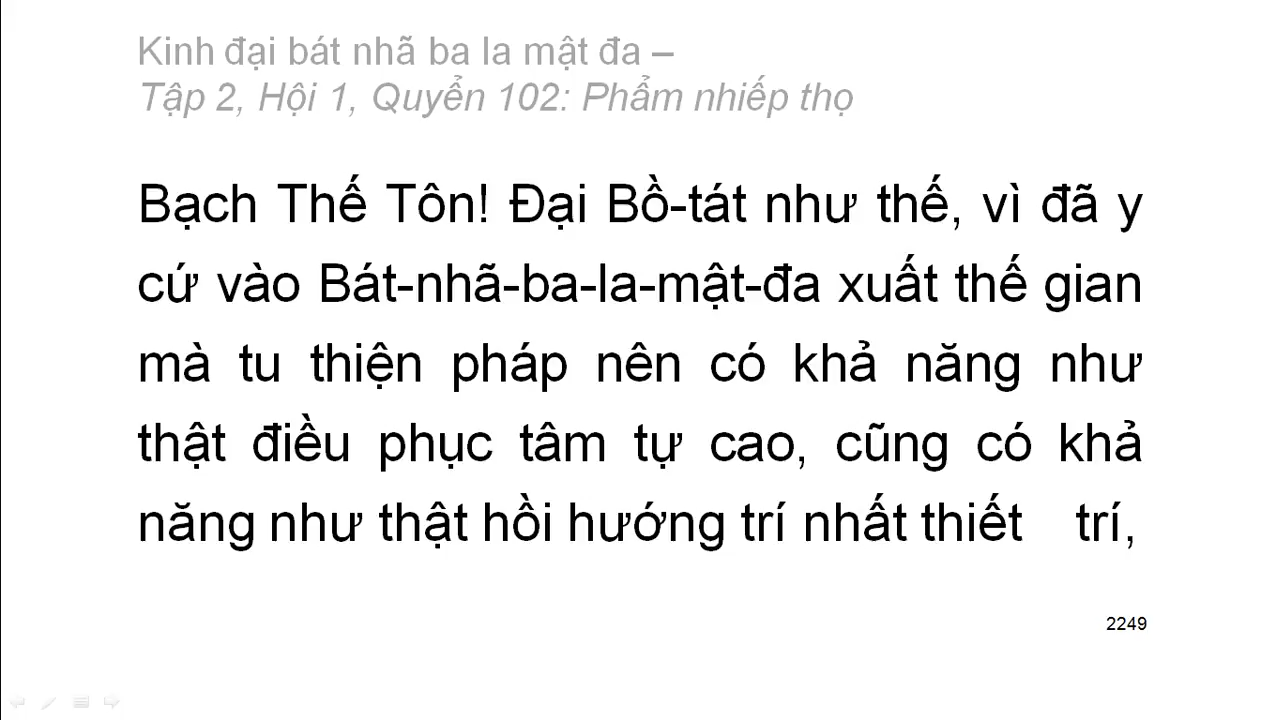 Kinh đại bát nhã ba la mật đa –
Tập 2, Hội 1, Quyển 102: Phẩm nhiếp thọ
Bạch Thế Tôn! Đại Bồ-tát như thế, vì đã y
cứ vào Bát-nhã-ba-la-mật-đa xuất thế gian
mà tu thiện pháp nên có khả năng như
thật điều phục tâm tự cao, cũng có khả
năng như thật hồi hướng trí nhất thiết trí,
2249